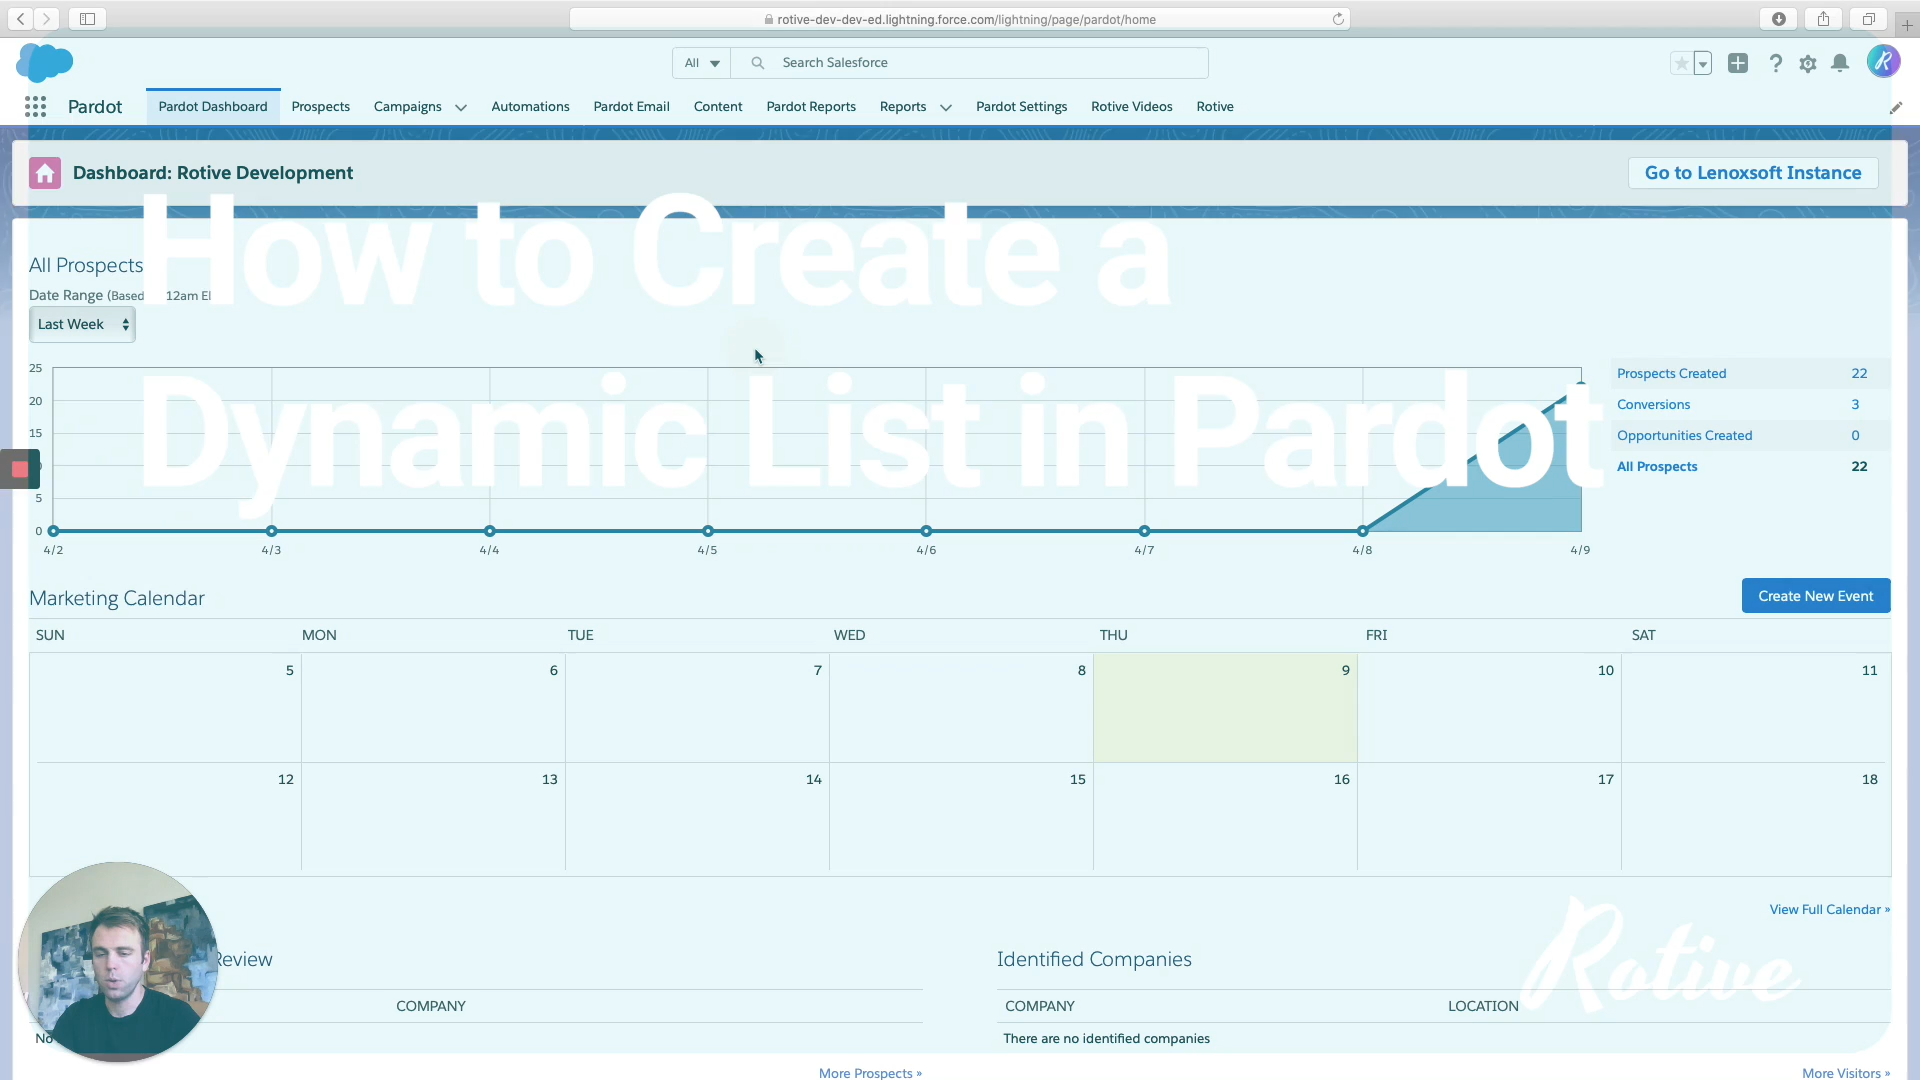 rotive-dev-dev-ed.lightning.force.com/lightning/page/pardot/home
All
Search Salesforce
Pardot
Pardot Dashboard
Prospects
Campaigns
Automations
Pardot Email
Content
Pardot Reports
Reports
Pardot Settings
Rotive Videos
Rotive
Dashboard: Rotive Development
Go to Lenoxsoft Instance
How to Create a
Dynamic List in Pardot
All Prospects
Date Range (Based
12am
Last Week
25
20
15
5
0
4/2
4/3
4/4
4/5
4/6
4/7
4/8
4/9
Prospects Created 22
Conversions 3
Opportunities Created 0
All Prospects 22
Marketing Calendar
Create New Event
SUN MON TUE WED THU FRI SAT
5 6 7 8 9 10 11
12 13 14 15 16 17 18
View Full Calendar »
Review
COMPANY
No
More Prospects »
Identified Companies
COMPANY LOCATION
There are no identified companies
More Visitors »
Rotive